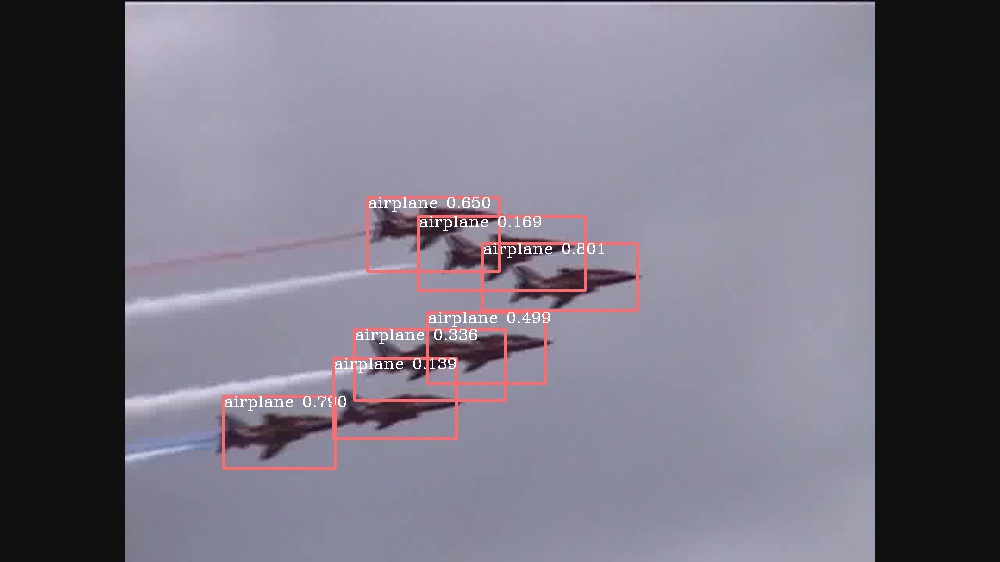 airplane 0.650
airplane 0.169
airplane 0.801
airplane 0.499
airplane 0.336
airplane 0.139
airplane 0.790